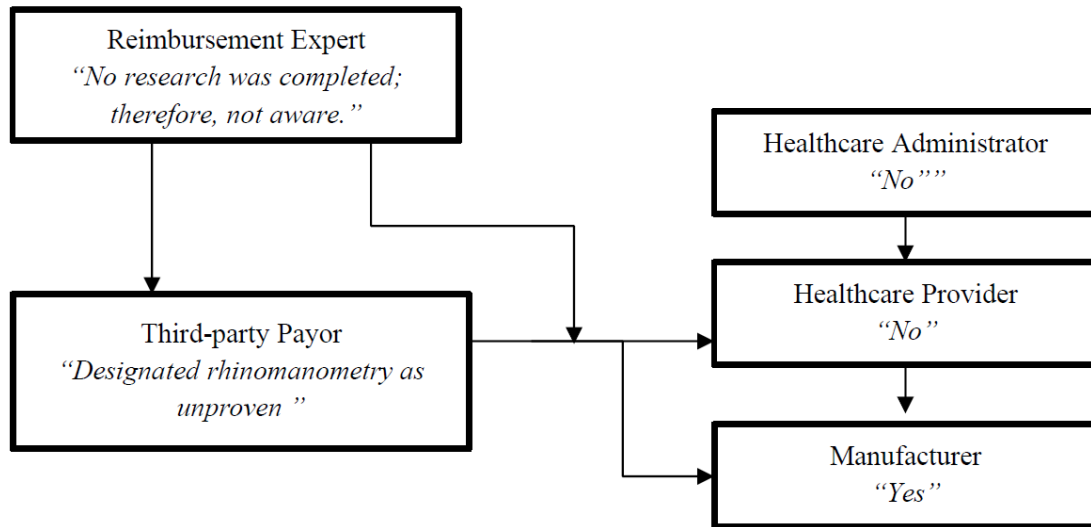 Reimbursement Expert
“No research was completed;
therefore, not aware.”
Healthcare Administrator
“No””
Third-party Payor
“Designated rhinomanometry as
unproven ”
Healthcare Provider
“No”
Manufacturer
“Yes”